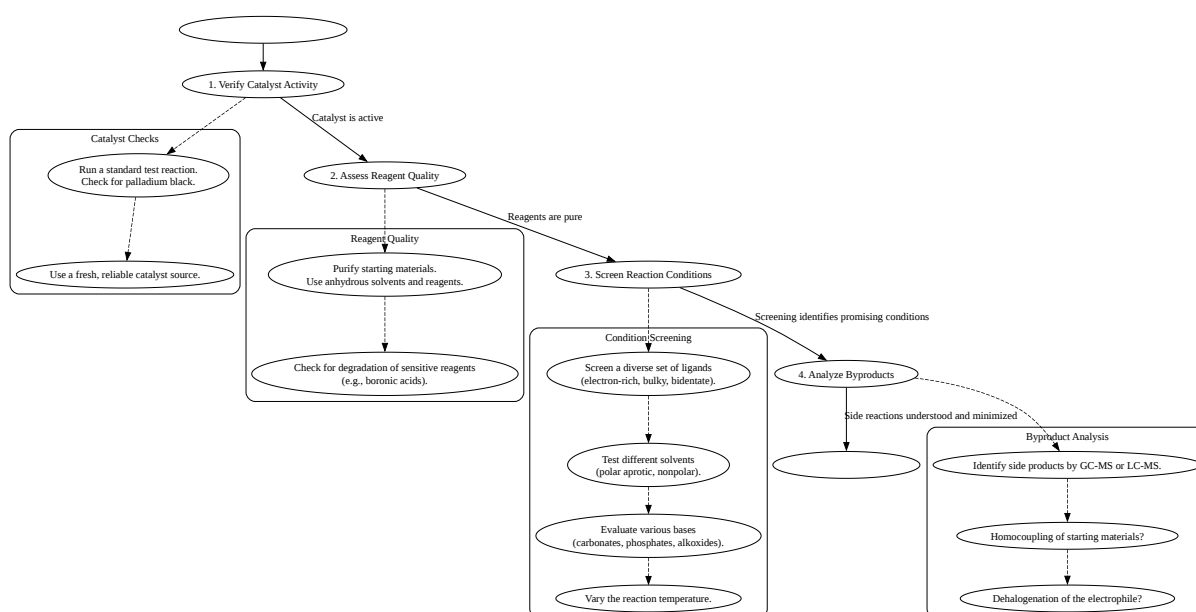 1. Verify Catalyst Activity
Catalyst is active
Catalyst Checks
Run a standard test reaction.
Check for palladium black.
Use a fresh, reliable catalyst source.
2. Assess Reagent Quality
Reagents are pure
Reagent Quality
Purify starting materials.
Use anhydrous solvents and reagents.
Check for degradation of sensitive reagents
(e.g., boronic acids).
3. Screen Reaction Conditions
Screening identifies promising conditions
Condition Screening
Screen a diverse set of ligands
(electron-rich, bulky, bidentate).
Test different solvents
(polar aprotic, nonpolar).
Evaluate various bases
(carbonates, phosphates, alkoxides).
Vary the reaction temperature.
4. Analyze Byproducts
Side reactions understood and minimized
Byproduct Analysis
Identify side products by GC-MS or LC-MS.
Homocoupling of starting materials?
Dehalogenation of the electrophile?